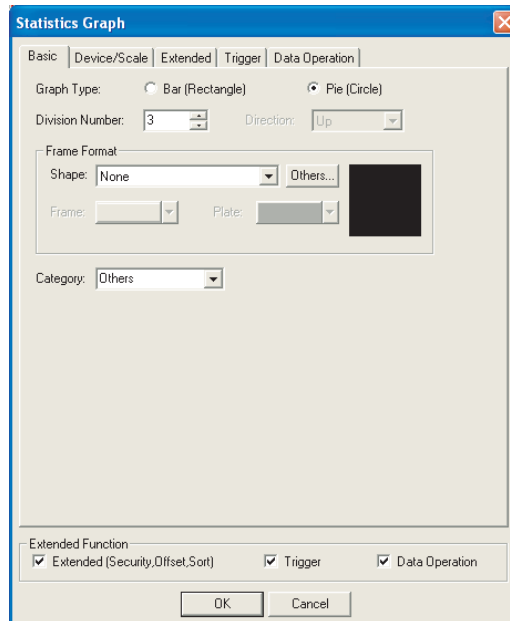 Statistics Graph
Basic Device/Scale Extended Trigger Data Operation
Graph Type: Bar (Rectangle) Pie (Circle)
Division Number: 3 Direction: Up
Frame Format
Shape: None Others...
Frame: Plate:
Category: Others
Extended Function
Extended (Security,Offset,Sort) Trigger Data Operation
OK Cancel